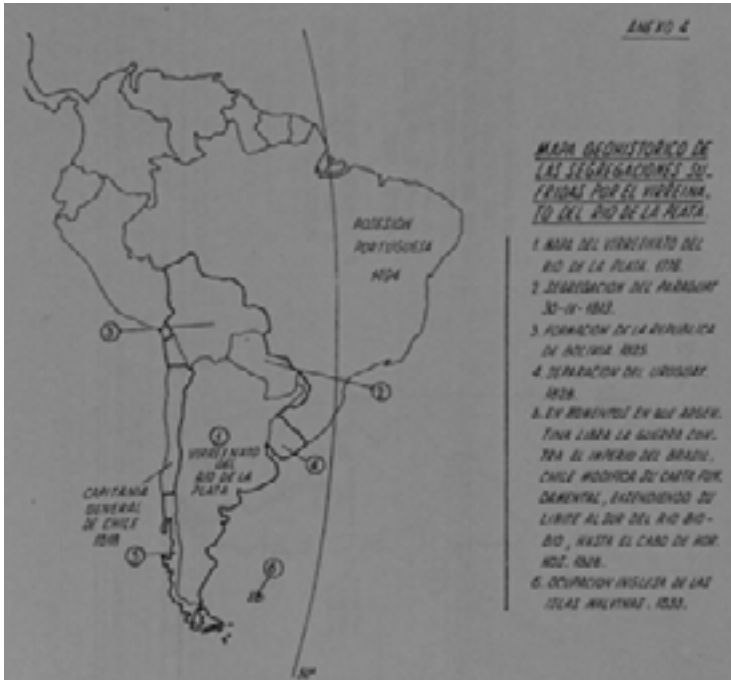 ANEXO 4
MAPA GEOHISTORICO DE
LAS SEGREGACIONES SU-
FRIDAS POR EL VIRREINA-
TO DEL RIO DE LA PLATA.
1 MAPA DEL VIRREINATO DEL
RIO DE LA PLATA. 1776.
2 SEGREGACION DEL PARAGUAY
30-IX-1813.
3 FORMACION DE LA REPUBLICA
DE BOLIVIA 1825.
4 SEPARACION DEL URUGUAY.
1828.
5 EN MOMENTOS EN QUE ARGEN-
TINA LIBRA LA GUERRA CON-
TRA EL IMPERIO DEL BRASIL,
CHILE MODIFICA SU CARTA FUN-
DAMENTAL, EXTENDIENDO SU
LIMITE AL SUR DEL RIO BIO-
BIO, HASTA EL CABO DE HOR-
NOS.
6 OCUPACION INGLESA DE LAS
ISLAS MALVINAS. 1833.
POSESION
PORTUGUESA
1494
3
2
1
VIRREINATO
DEL
RIO DE LA
PLATA
4
CAPITANIA
GENERAL
DE CHILE
1818
5
6